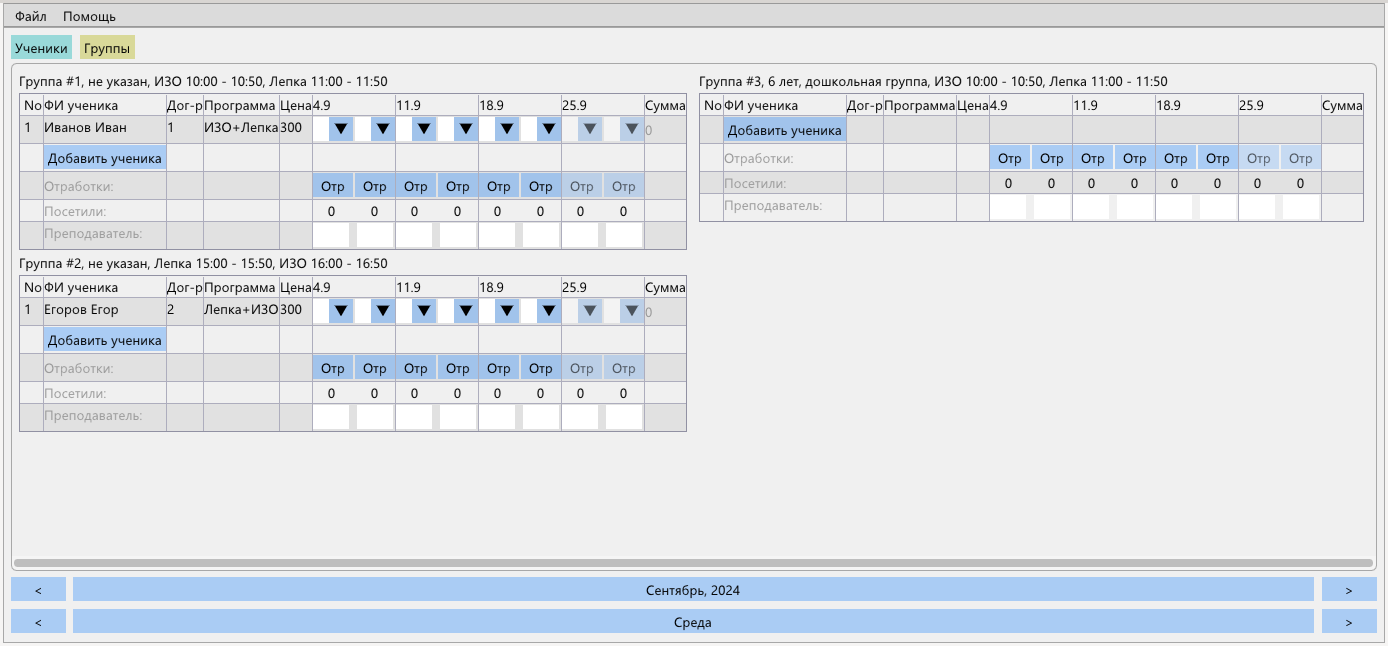 Файл Помощь
Ученики Группы
Группа #1, не указан, ИЗО 10:00 - 10:50, Лепка 11:00 - 11:50
No ФИ ученика Дог-р Программа Цена 4.9 11.9 18.9 25.9 Сумма
1 Иванов Иван 1 ИЗО+Лепка 300 ▼ ▼ ▼ ▼ ▼ ▼ ▼ ▼ 0
Добавить ученика
Отработки: Отр Отр Отр Отр Отр Отр Отр Отр
Посетили: 0 0 0 0 0 0 0 0
Преподаватель:
Группа #2, не указан, Лепка 15:00 - 15:50, ИЗО 16:00 - 16:50
No ФИ ученика Дог-р Программа Цена 4.9 11.9 18.9 25.9 Сумма
1 Егоров Егор 2 Лепка+ИЗО 300 ▼ ▼ ▼ ▼ ▼ ▼ ▼ ▼ 0
Добавить ученика
Отработки: Отр Отр Отр Отр Отр Отр Отр Отр
Посетили: 0 0 0 0 0 0 0 0
Преподаватель:
Группа #3, 6 лет, дошкольная группа, ИЗО 10:00 - 10:50, Лепка 11:00 - 11:50
No ФИ ученика Дог-р Программа Цена 4.9 11.9 18.9 25.9 Сумма
Добавить ученика
Отработки: Отр Отр Отр Отр Отр Отр Отр Отр
Посетили: 0 0 0 0 0 0 0 0
Преподаватель:
< Сентябрь, 2024 >
< Среда >